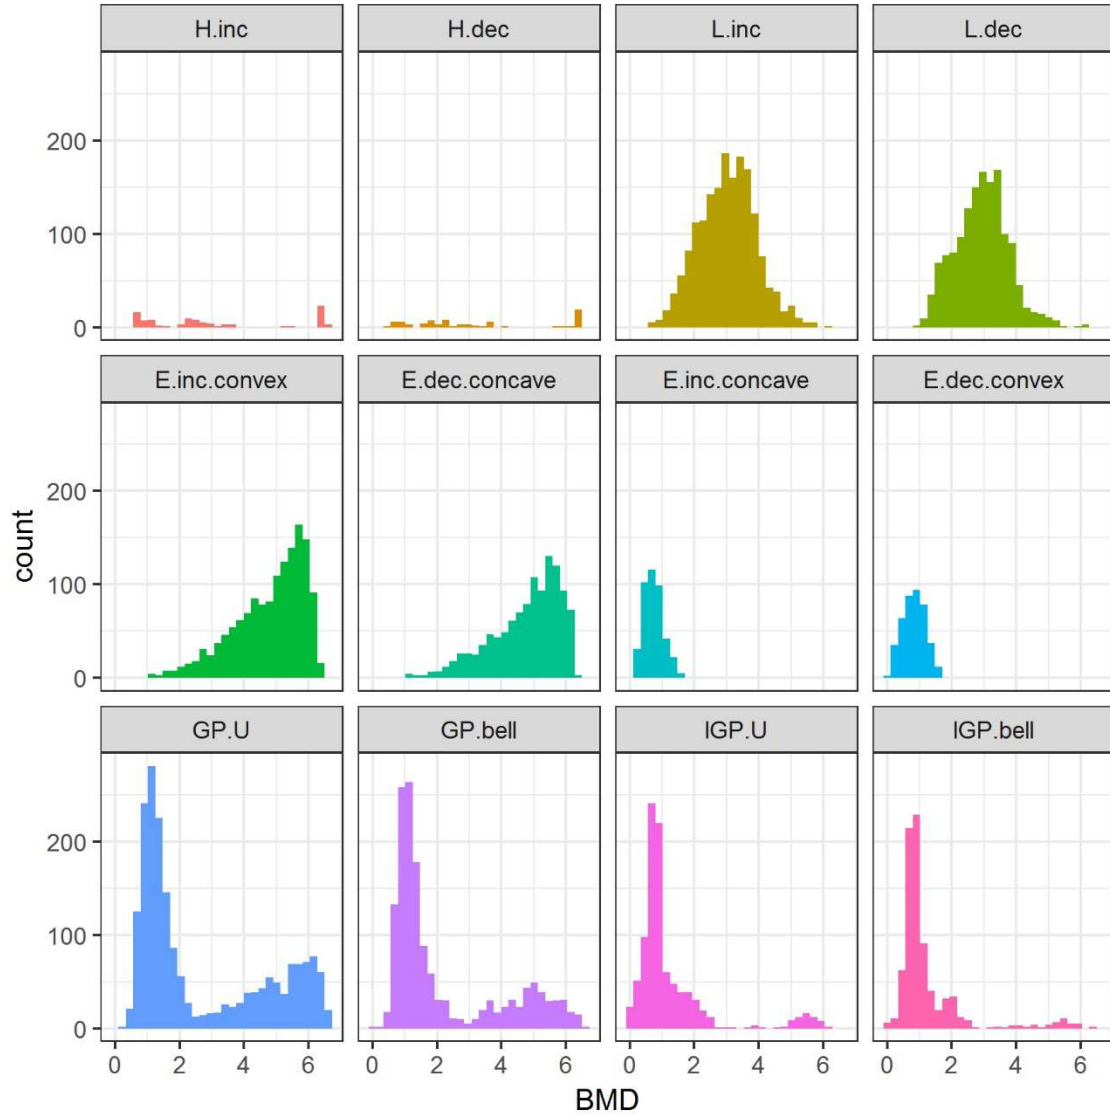 H.inc
H.dec
L.inc
L.dec
200
100
0
E.inc.convex
E.dec.concave
E.inc.concave
E.dec.convex
200
100
0
count
GP.U
GP.bell
lGP.U
lGP.bell
200
100
0
0 2 4 6
0 2 4 6
0 2 4 6
0 2 4 6
BMD